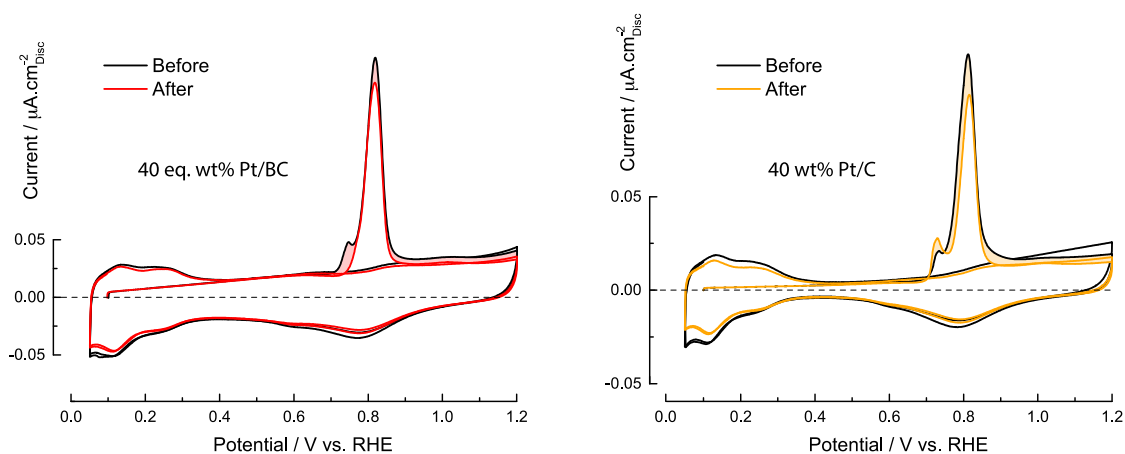 Before
After
40 eq. wt% Pt/BC
Current / μA.cm⁻²Disc
0.05
0.00
-0.05
0.0 0.2 0.4 0.6 0.8 1.0 1.2
Potential / V vs. RHE
Before
After
40 wt% Pt/C
Current / μA.cm⁻²Disc
0.05
0.00
-0.05
0.0 0.2 0.4 0.6 0.8 1.0 1.2
Potential / V vs. RHE